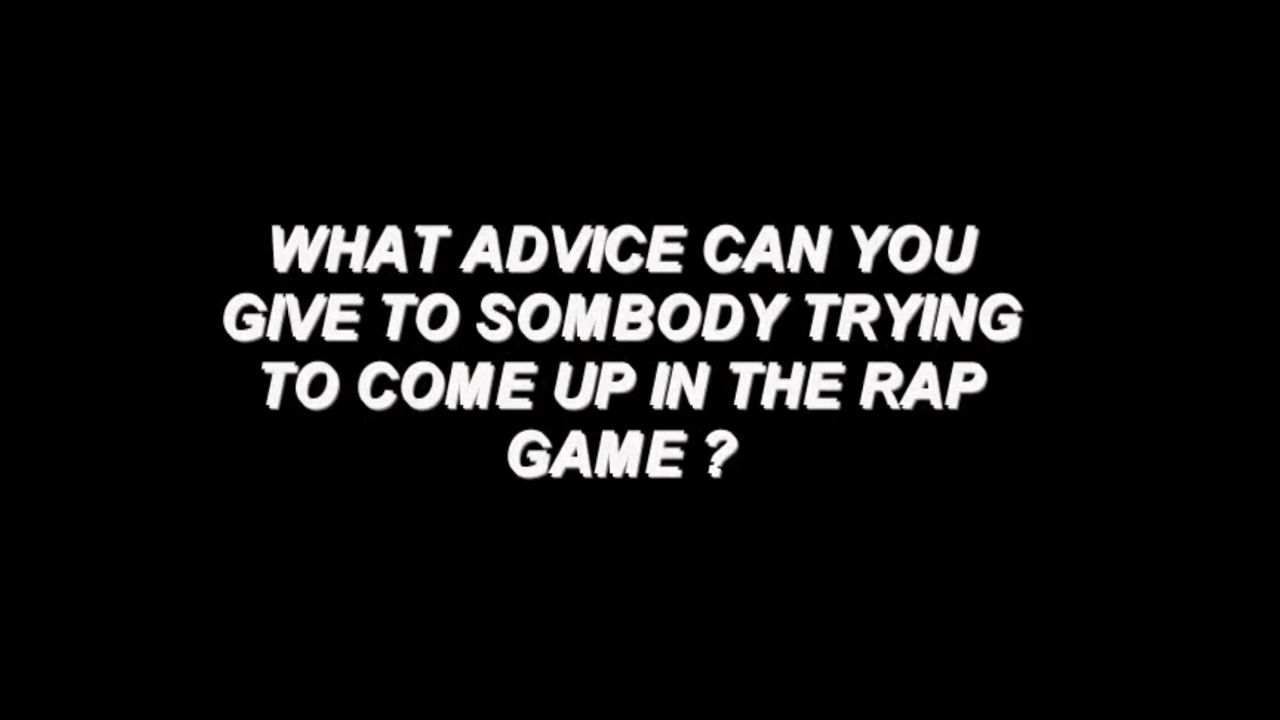 WHAT ADVICE CAN YOU
GIVE TO SOMBODY TRYING
TO COME UP IN THE RAP
GAME ?